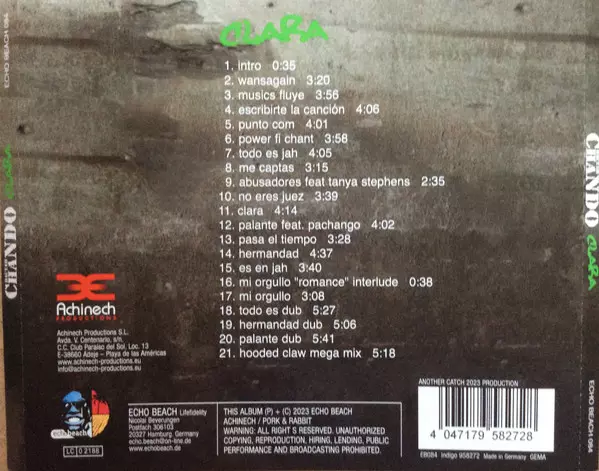 CLARA
1. intro 0:35
2. wansagain 3:20
3. musics fluye 3:56
4. escribirte la canción 4:06
5. punto com 4:01
6. power fi chant 3:58
7. todo es jah 4:05
8. me captas 3:15
9. abusadores feat tanya stephens 2:35
10. no eres juez 3:39
11. clara 4:14
12. palante feat. pachango 4:02
13. pasa el tiempo 3:28
14. hermandad 4:37
15. es en jah 3:40
16. mi orgullo "romance" interlude 0:38
17. mi orgullo 3:08
18. todo es dub 5:27
19. hermandad dub 5:06
20. palante dub 5:41
21. hooded claw mega mix 5:18
Achinech
PRODUCTIONS
Achinech Productions S.L.
Avda. V. Centenario, s/n.
C.C. Club Paraiso del Sol, Loc. 13
E-38660 Adeje – Playa de las Américas
www.achinech-productions.eu
info@achinech-productions.eu
echobeach
LC 0 2188
ECHO BEACH Lifefidelity
Nicolai Beverungen
Postfach 306103
20327 Hamburg, Germany
echobeach@on-line.de
www.echobeach.de
THIS ALBUM (P) + (C) 2023 ECHO BEACH
ACHINECH / PORK & RABBIT
WARNING: ALL RIGHT S RESERVED. UNAUTHORIZED
COPYING, REPRODUCTION, HIRING, LENDING, PUBLIC
PERFORMANCE AND BROADCASTING PROHIBITED.
ANOTHER CATCH 2023 PRODUCTION
4 047179 582728
EB084 Indigo 958272 Made in Germany GEMA
ECHO BEACH 084
CLARA
CHANDO
CHANDO
CLARA
ECHO BEACH 084